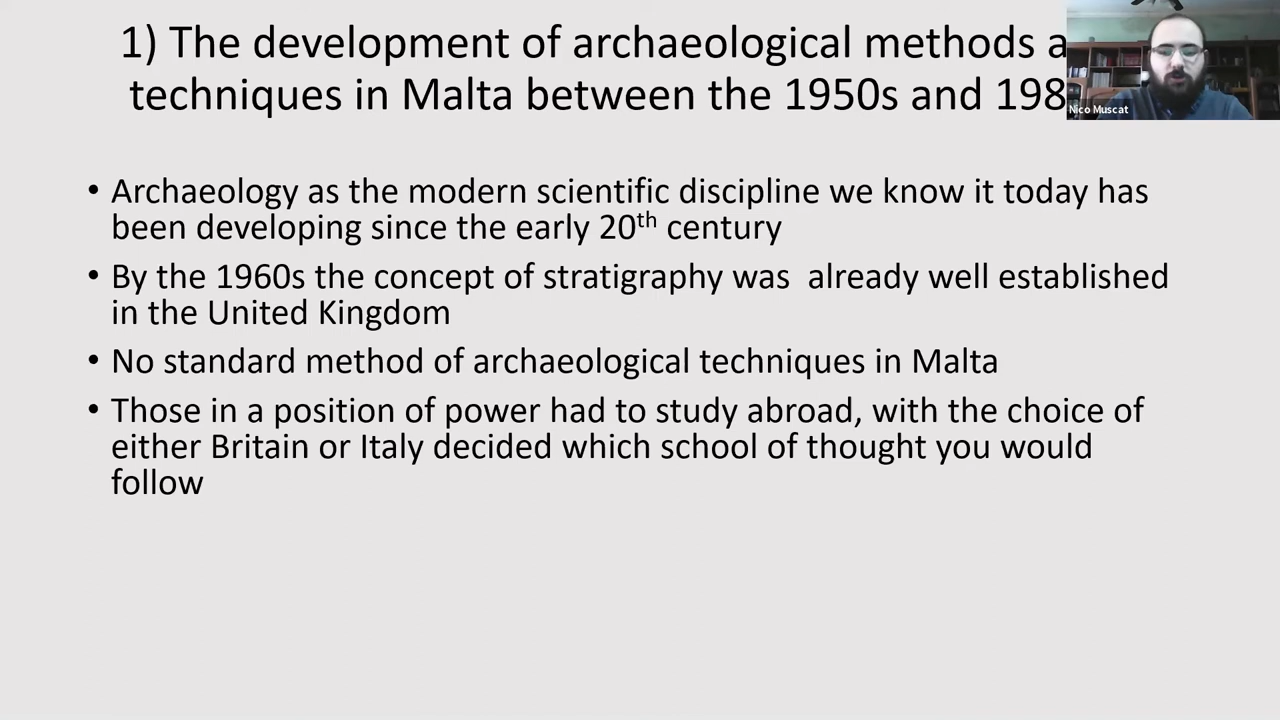 1) The development of archaeological methods a
techniques in Malta between the 1950s and 198
Nico Muscat
• Archaeology as the modern scientific discipline we know it today has
been developing since the early 20th century
• By the 1960s the concept of stratigraphy was  already well established
in the United Kingdom
• No standard method of archaeological techniques in Malta
• Those in a position of power had to study abroad, with the choice of
either Britain or Italy decided which school of thought you would
follow